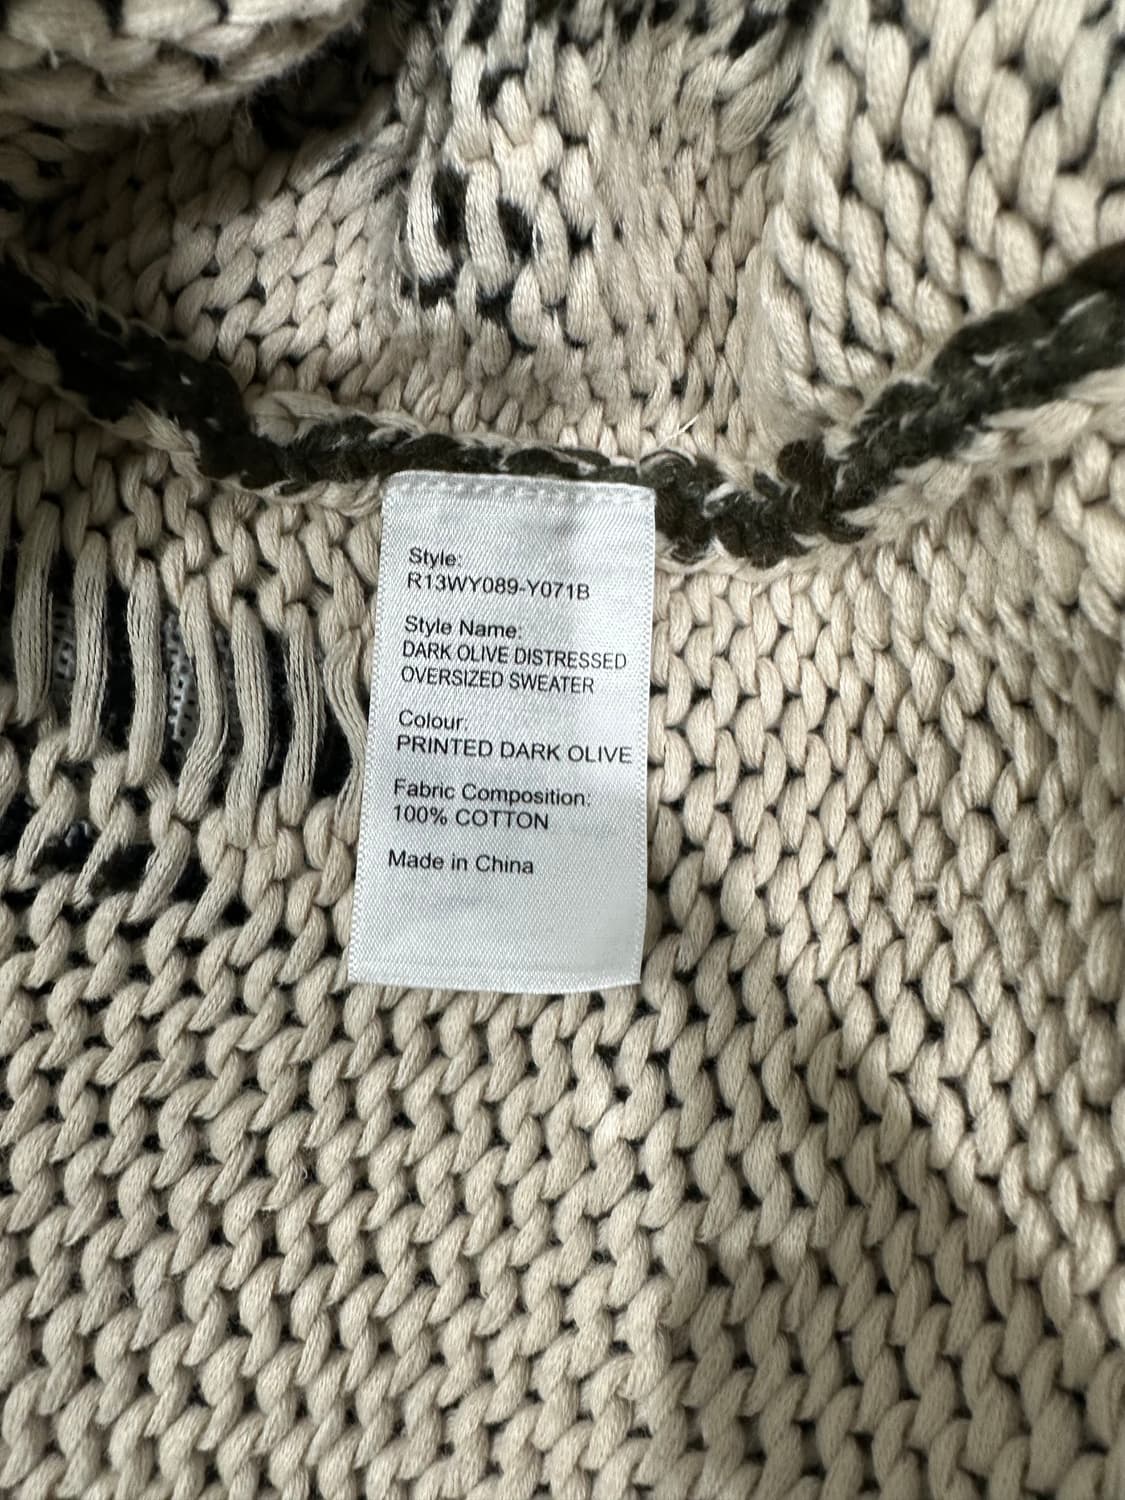 Style:
R13WY089-Y071B
Style Name:
DARK OLIVE DISTRESSED
OVERSIZED SWEATER
Colour:
PRINTED DARK OLIVE
Fabric Composition:
100% COTTON
Made in China